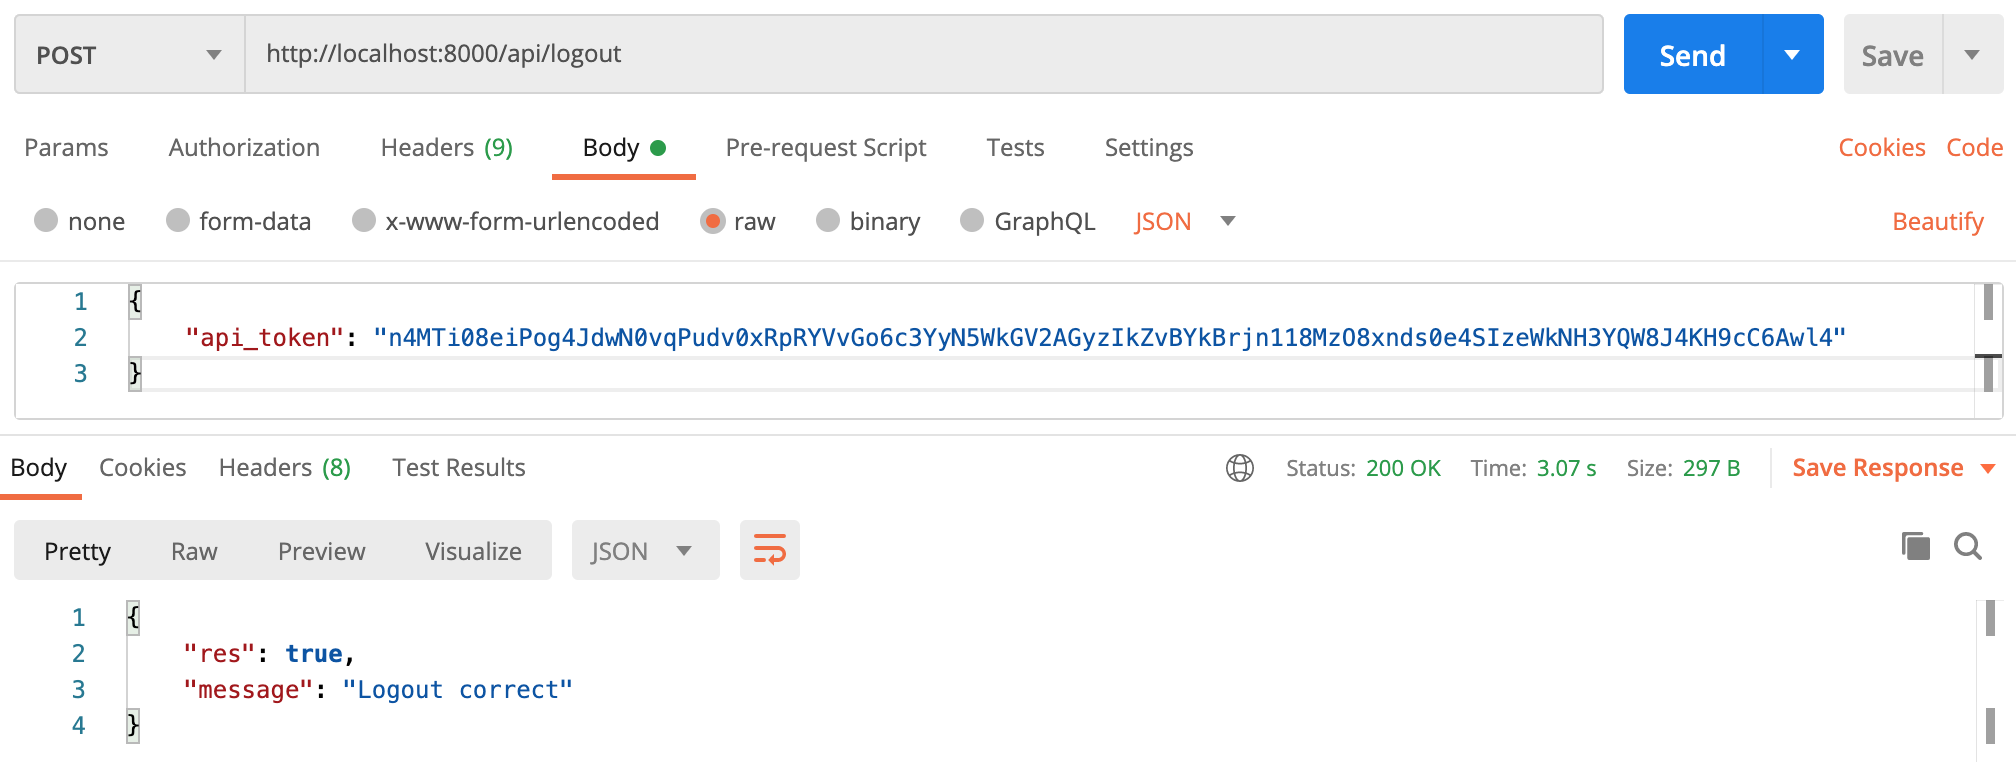 POST http://localhost:8000/api/logout Send Save
Params Authorization Headers (9) Body Pre-request Script Tests Settings Cookies Code
none form-data x-www-form-urlencoded raw binary GraphQL JSON Beautify
1 {
2 "api_token": "n4MTi08eiPog4JdwN0vqPudv0xRpRYVvGo6c3YyN5WkGV2AGyzIkZvBYkBrjn118MzO8xnds0e4SIzeWkNH3YQW8J4KH9cC6Awl4"
3 }
Body Cookies Headers (8) Test Results Status: 200 OK Time: 3.07 s Size: 297 B Save Response
Pretty Raw Preview Visualize JSON
1 {
2 "res": true,
3 "message": "Logout correct"
4 }